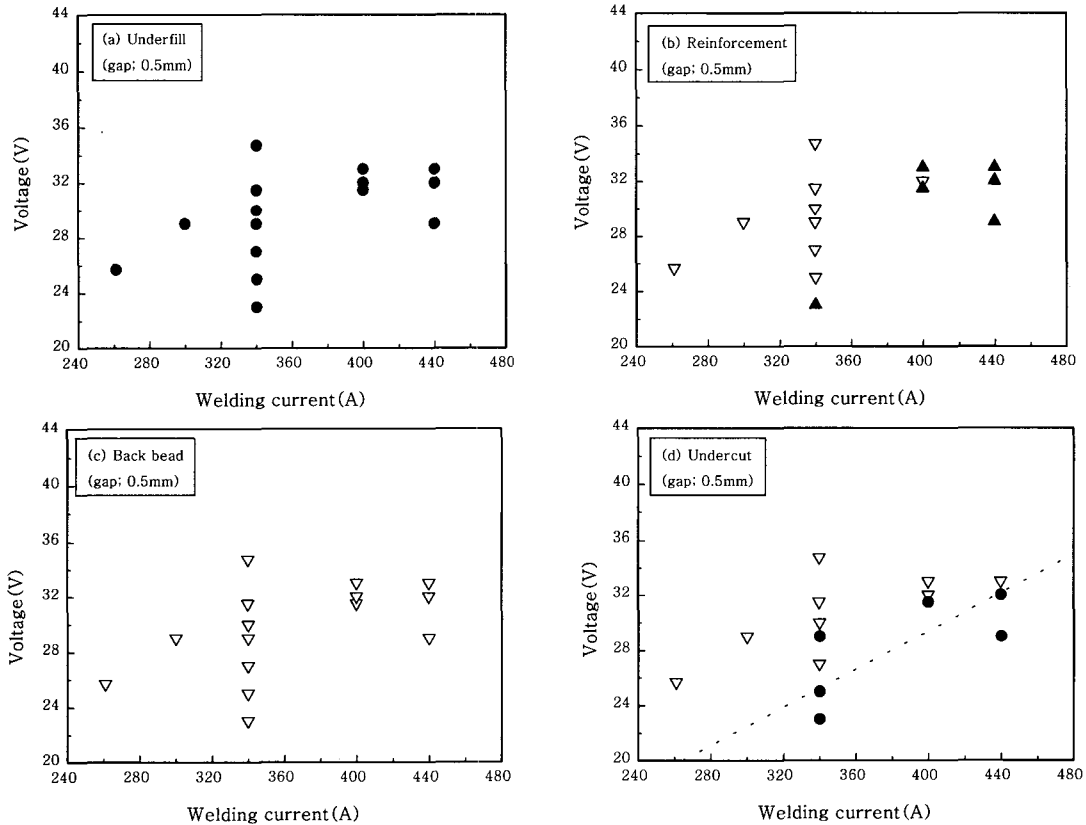 44
40
36
32
28
24
20
Voltage(V)
(a) Underfill
(gap; 0.5mm)
240 280 320 360 400 440 480
Welding current(A)
44
40
36
32
28
24
20
Voltage(V)
(b) Reinforcement
(gap; 0.5mm)
240 280 320 360 400 440 480
Welding current(A)
44
40
36
32
28
24
20
Voltage(V)
(c) Back bead
(gap; 0.5mm)
240 280 320 360 400 440 480
Welding current(A)
44
40
36
32
28
24
20
Voltage(V)
(d) Undercut
(gap; 0.5mm)
240 280 320 360 400 440 480
Welding current(A)